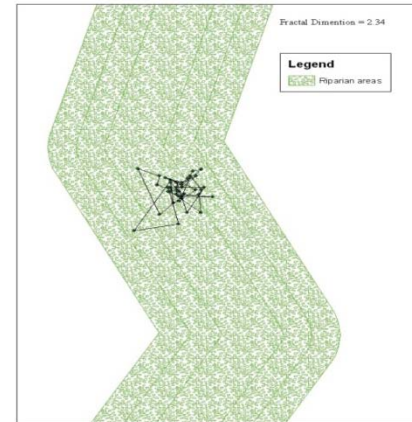 Fractal Dimention = 2.34
Legend
Riparian areas